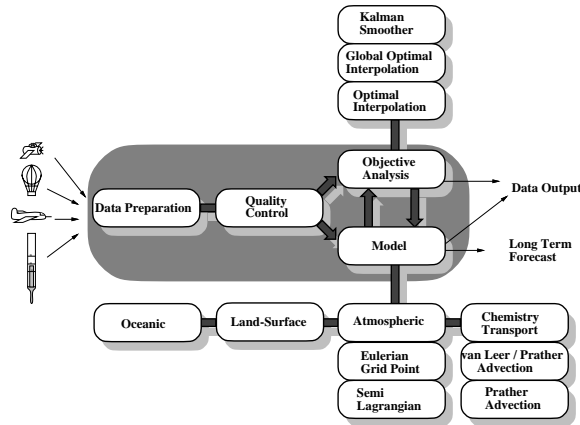 Kalman
Smoother
Global Optimal
Interpolation
Optimal
Interpolation
Objective
Analysis
Data Output
Data Preparation
Quality
Control
Model
Long Term
Forecast
Oceanic
Land-Surface
Atmospheric
Chemistry
Transport
Eulerian
Grid Point
van Leer / Prather
Advection
Semi
Lagrangian
Prather
Advection